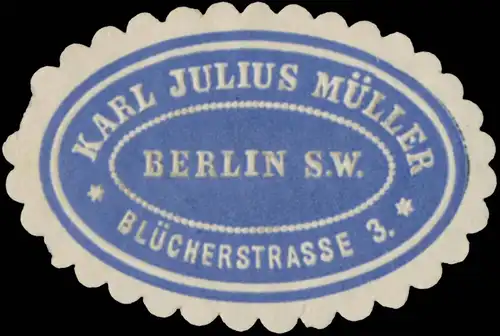 KARL JULIUS MÜLLER
BERLIN S.W.
* BLÜCHERSTRASSE 3. *